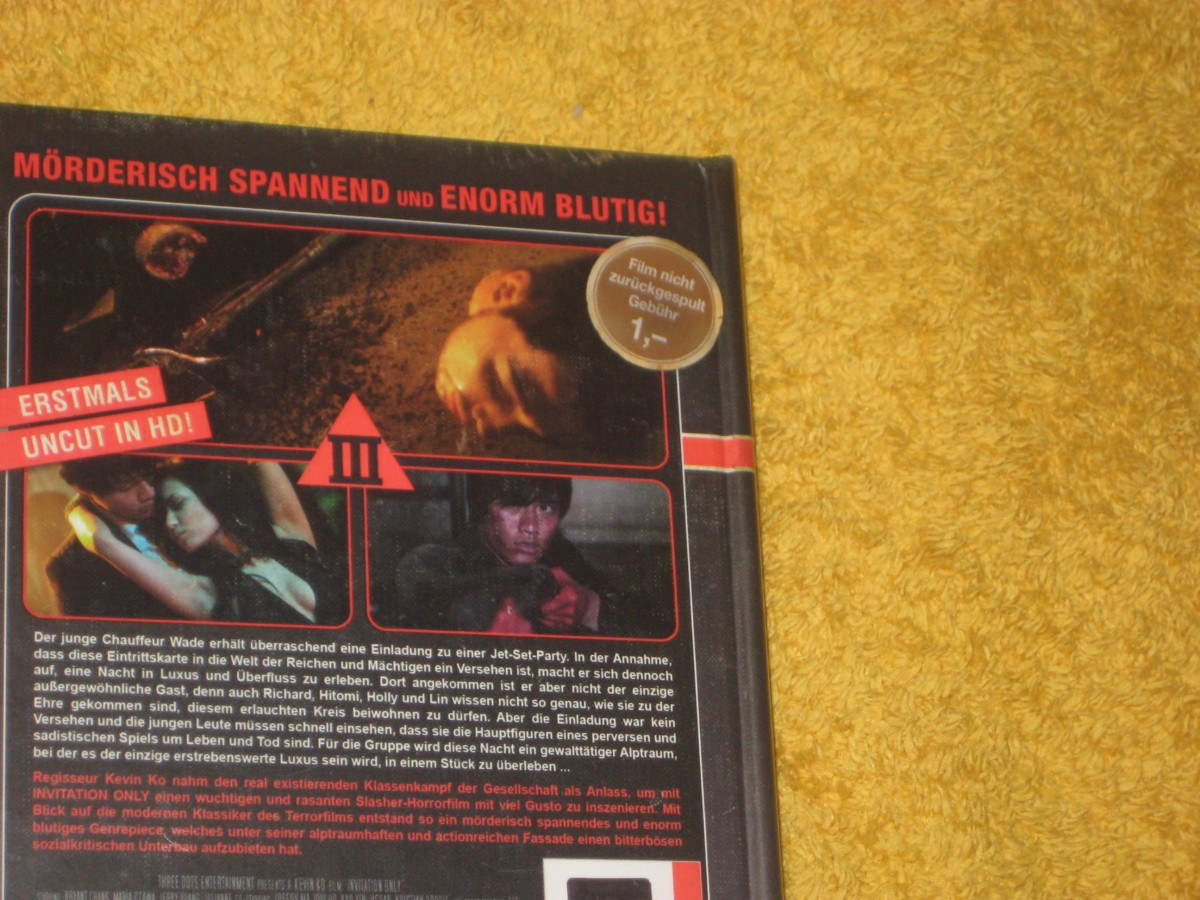 MÖRDERISCH SPANNEND UND ENORM BLUTIG!
Film nicht
zurückgespult
Gebühr
1,–
ERSTMALS
UNCUT IN HD!
III
Der junge Chauffeur Wade erhält überraschend eine Einladung zu einer Jet-Set-Party. In der Annahme,
dass diese Eintrittskarte in die Welt der Reichen und Mächtigen ein Versehen ist, macht er sich dennoch
auf, eine Nacht in Luxus und Überfluss zu erleben. Dort angekommen ist er aber nicht der einzige
außergewöhnliche Gast, denn auch Richard, Hitomi, Holly und Lin wissen nicht so genau, wie sie zu der
Ehre gekommen sind, diesem erlauchten Kreis beiwohnen zu dürfen. Aber die Einladung war kein
Versehen und die jungen Leute müssen schnell einsehen, dass sie die Hauptfiguren eines perversen und
sadistischen Spiels um Leben und Tod sind. Für die Gruppe wird diese Nacht ein gewalttätiger Alptraum,
bei der es der einzige erstrebenswerte Luxus sein wird, in einem Stück zu überleben ...
Regisseur Kevin Ko nahm den real existierenden Klassenkampf der Gesellschaft als Anlass, um mit
INVITATION ONLY einen wuchtigen und rasanten Slasher-Horrorfilm mit viel Gusto zu inszenieren. Mit
Blick auf die modernen Klassiker des Terrorfilms entstand so ein mörderisch spannendes und enorm
blutiges Genrepiece, welches unter seiner alptraumhaften und actionreichen Fassade einen bitterbösen
sozialkritischen Unterbau aufzubieten hat.
THREE DOTS ENTERTAINMENT PRESENTS A KEVIN KO FILM "INVITATION ONLY"